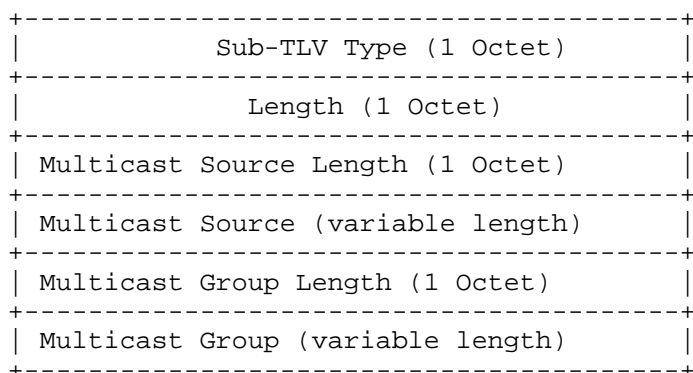 Sub-TLV Type (1 Octet)
Length (1 Octet)
Multicast Source Length (1 Octet)
Multicast Source (variable length)
Multicast Group Length (1 Octet)
Multicast Group (variable length)